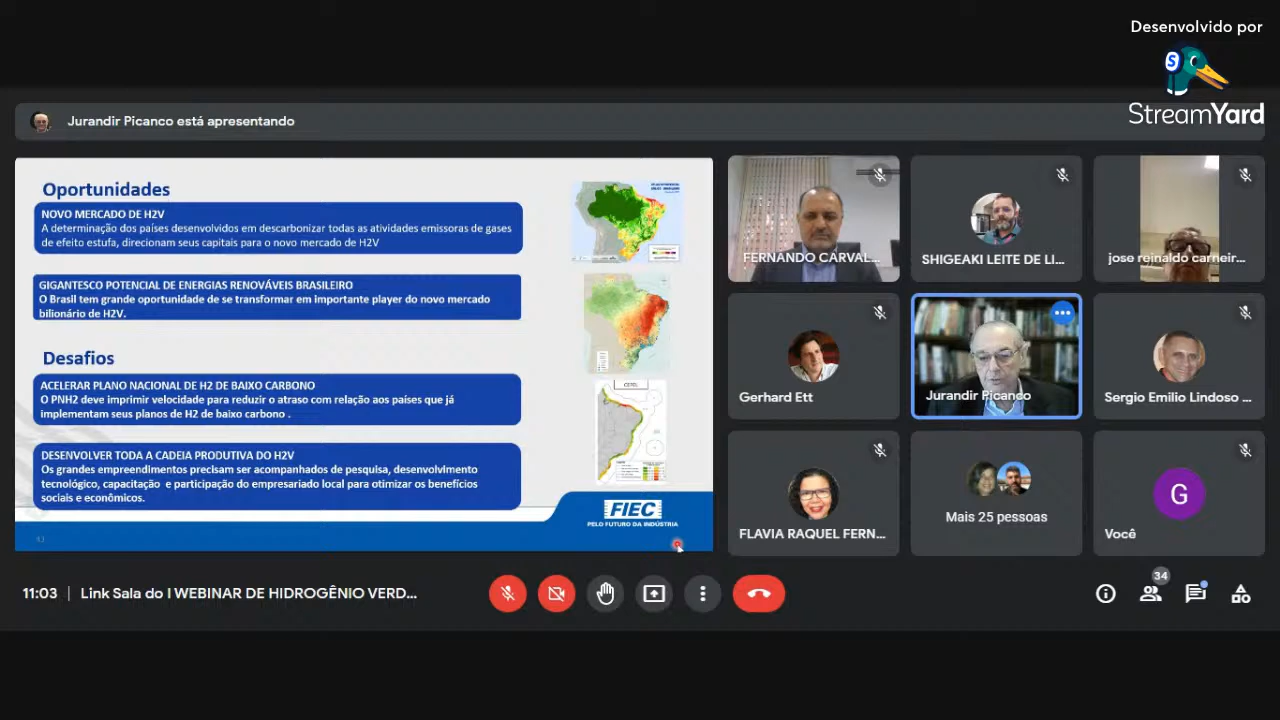 Desenvolvido por
StreamYard
Jurandir Picanco está apresentando
Oportunidades
NOVO MERCADO DE H2V
A determinação dos países desenvolvidos em descarbonizar todas as atividades emissoras de gases
de efeito estufa, direcionam seus capitais para o novo mercado de H2V
GIGANTESCO POTENCIAL DE ENERGIAS RENOVÁVEIS BRASILEIRO
O Brasil tem grande oportunidade de se transformar em importante player do novo mercado
bilionário de H2V.
Desafios
ACELERAR PLANO NACIONAL DE H2 DE BAIXO CARBONO
O PNH2 deve imprimir velocidade para reduzir o atraso com relação aos países que já
implementam seus planos de H2 de baixo carbono .
DESENVOLVER TODA A CADEIA PRODUTIVA DO H2V
Os grandes empreendimentos precisam ser acompanhados de pesquisa, desenvolvimento
tecnológico, capacitação e participação do empresariado local para otimizar os benefícios
sociais e econômicos.
FIEC
PELO FUTURO DA INDÚSTRIA
FERNANDO CARVAL...
SHIGEAKI LEITE DE LI...
jose reinaldo carneir...
Gerhard Ett
Jurandir Picanco
Sergio Emilio Lindoso ...
FLAVIA RAQUEL FERN...
Mais 25 pessoas
G
Você
11:03 | Link Sala do I WEBINAR DE HIDROGÊNIO VERD...
34